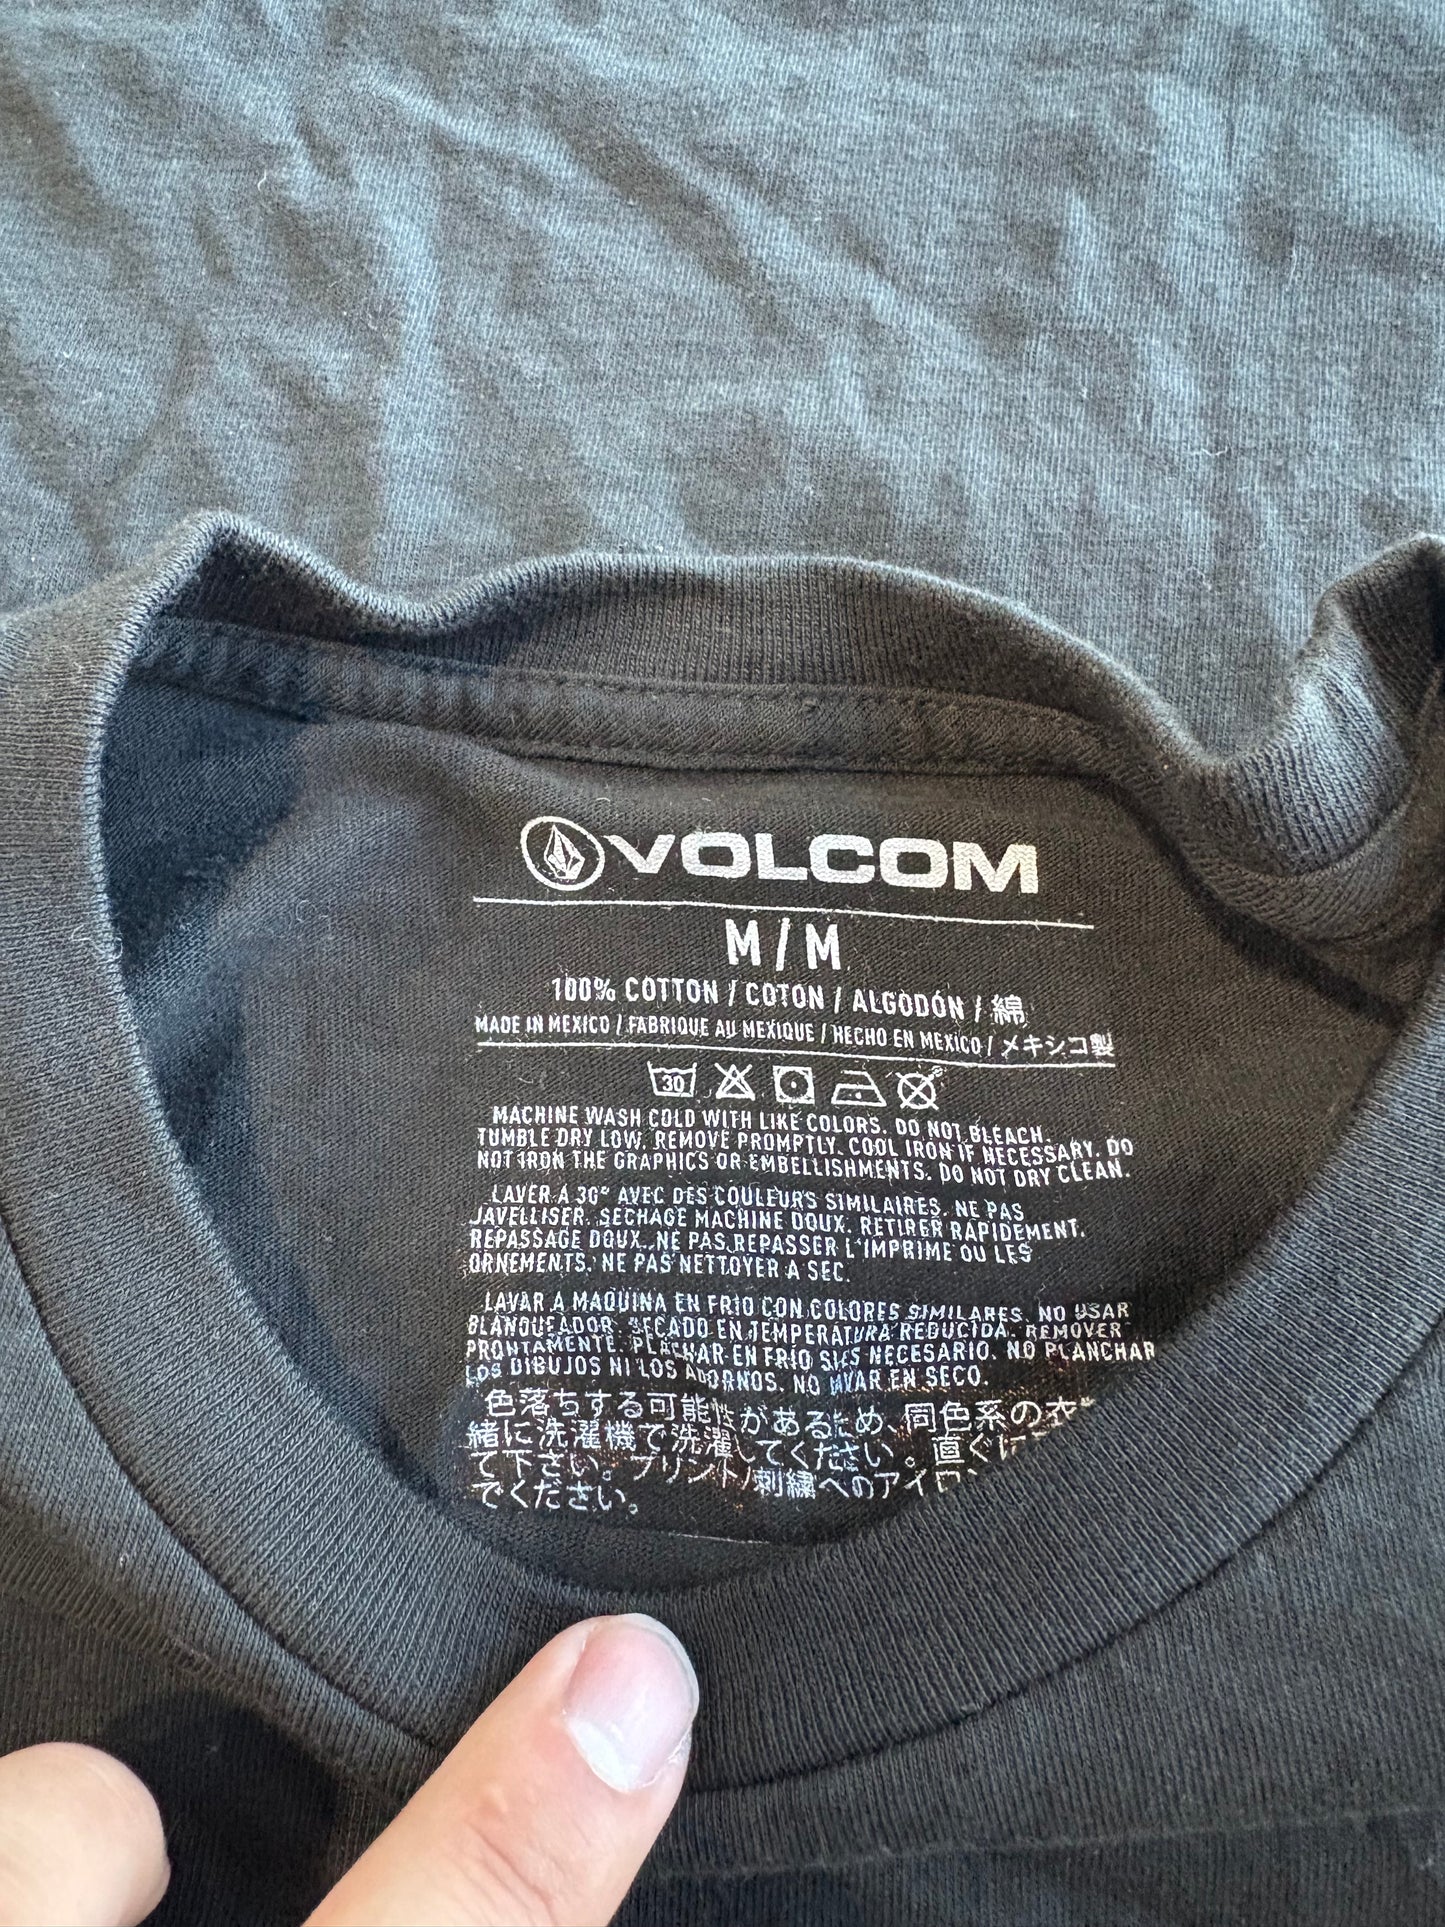 VOLCOM
M / M
100% COTTON / COTON / ALGODÓN / 綿
MADE IN MEXICO / FABRIQUE AU MEXIQUE / HECHO EN MEXICO / メキシコ製
30
MACHINE WASH COLD WITH LIKE COLORS. DO NOT BLEACH.
TUMBLE DRY LOW. REMOVE PROMPTLY. COOL IRON IF NECESSARY. DO
NOT IRON THE GRAPHICS OR EMBELLISHMENTS. DO NOT DRY CLEAN.
LAVER À 30° AVEC DES COULEURS SIMILAIRES. NE PAS
JAVELLISER. SECHAGE MACHINE DOUX. RETIRER RAPIDEMENT.
REPASSAGE DOUX. NE PAS REPASSER L'IMPRIME OU LES
ORNEMENTS. NE PAS NETTOYER A SEC.
LAVAR A MAQUINA EN FRIO CON COLORES SIMILARES. NO USAR
BLANQUEADOR. SECADO EN TEMPERATURA REDUCIDA. REMOVER
PRONTAMENTE. PLANCHAR EN FRIO SI ES NECESARIO. NO PLANCHAR
LOS DIBUJOS NI LOS ADORNOS. NO LAVAR EN SECO.
色落ちする可能性があるため、同色系の衣
緒に洗濯機で洗濯してください。直ぐに
て下さい。プリント/刺繍へのアイロン
でください。